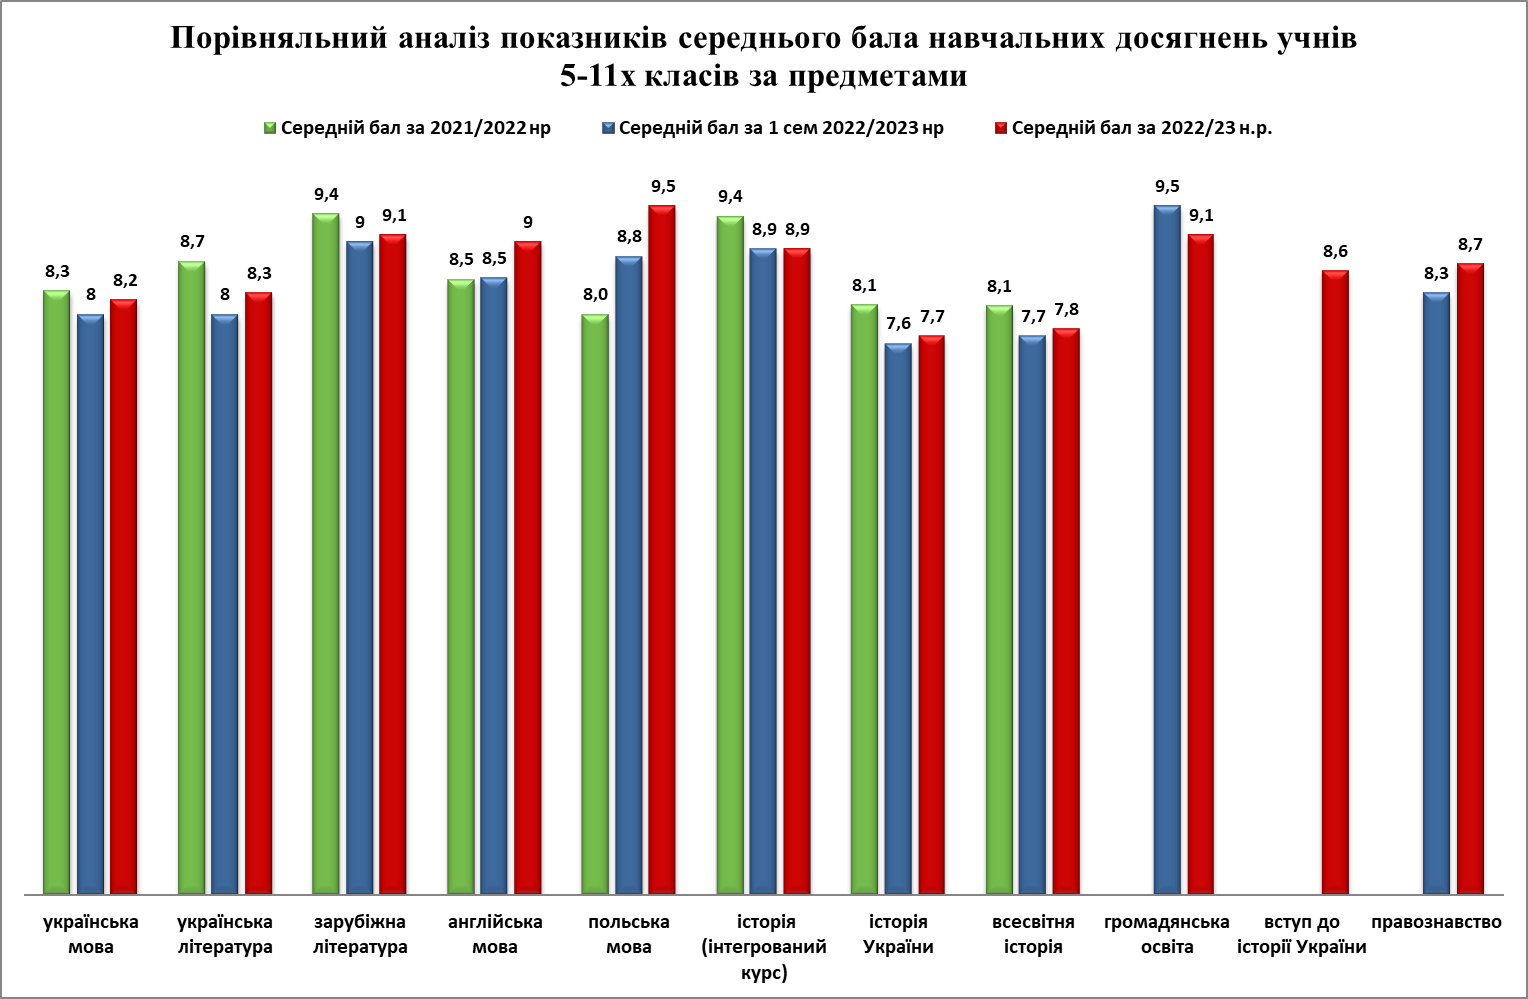 Порівняльний аналіз показників середнього бала навчальних досягнень учнів
5-11х класів за предметами
Середній бал за 2021/2022 нр Середній бал за 1 сем 2022/2023 нр Середній бал за 2022/23 н.р.
8,3 8 8,2
8,7 8 8,3
9,4 9 9,1
8,5 8,5 9
8,0 8,8 9,5
9,4 8,9 8,9
8,1 7,6 7,7
8,1 7,7 7,8
9,5 9,1
8,6
8,3 8,7
українська
мова
українська
література
зарубіжна
література
англійська
мова
польська
мова
історія
(інтегрований
курс)
історія
України
всесвітня
історія
громадянська
освіта
вступ до
історії України
правознавство